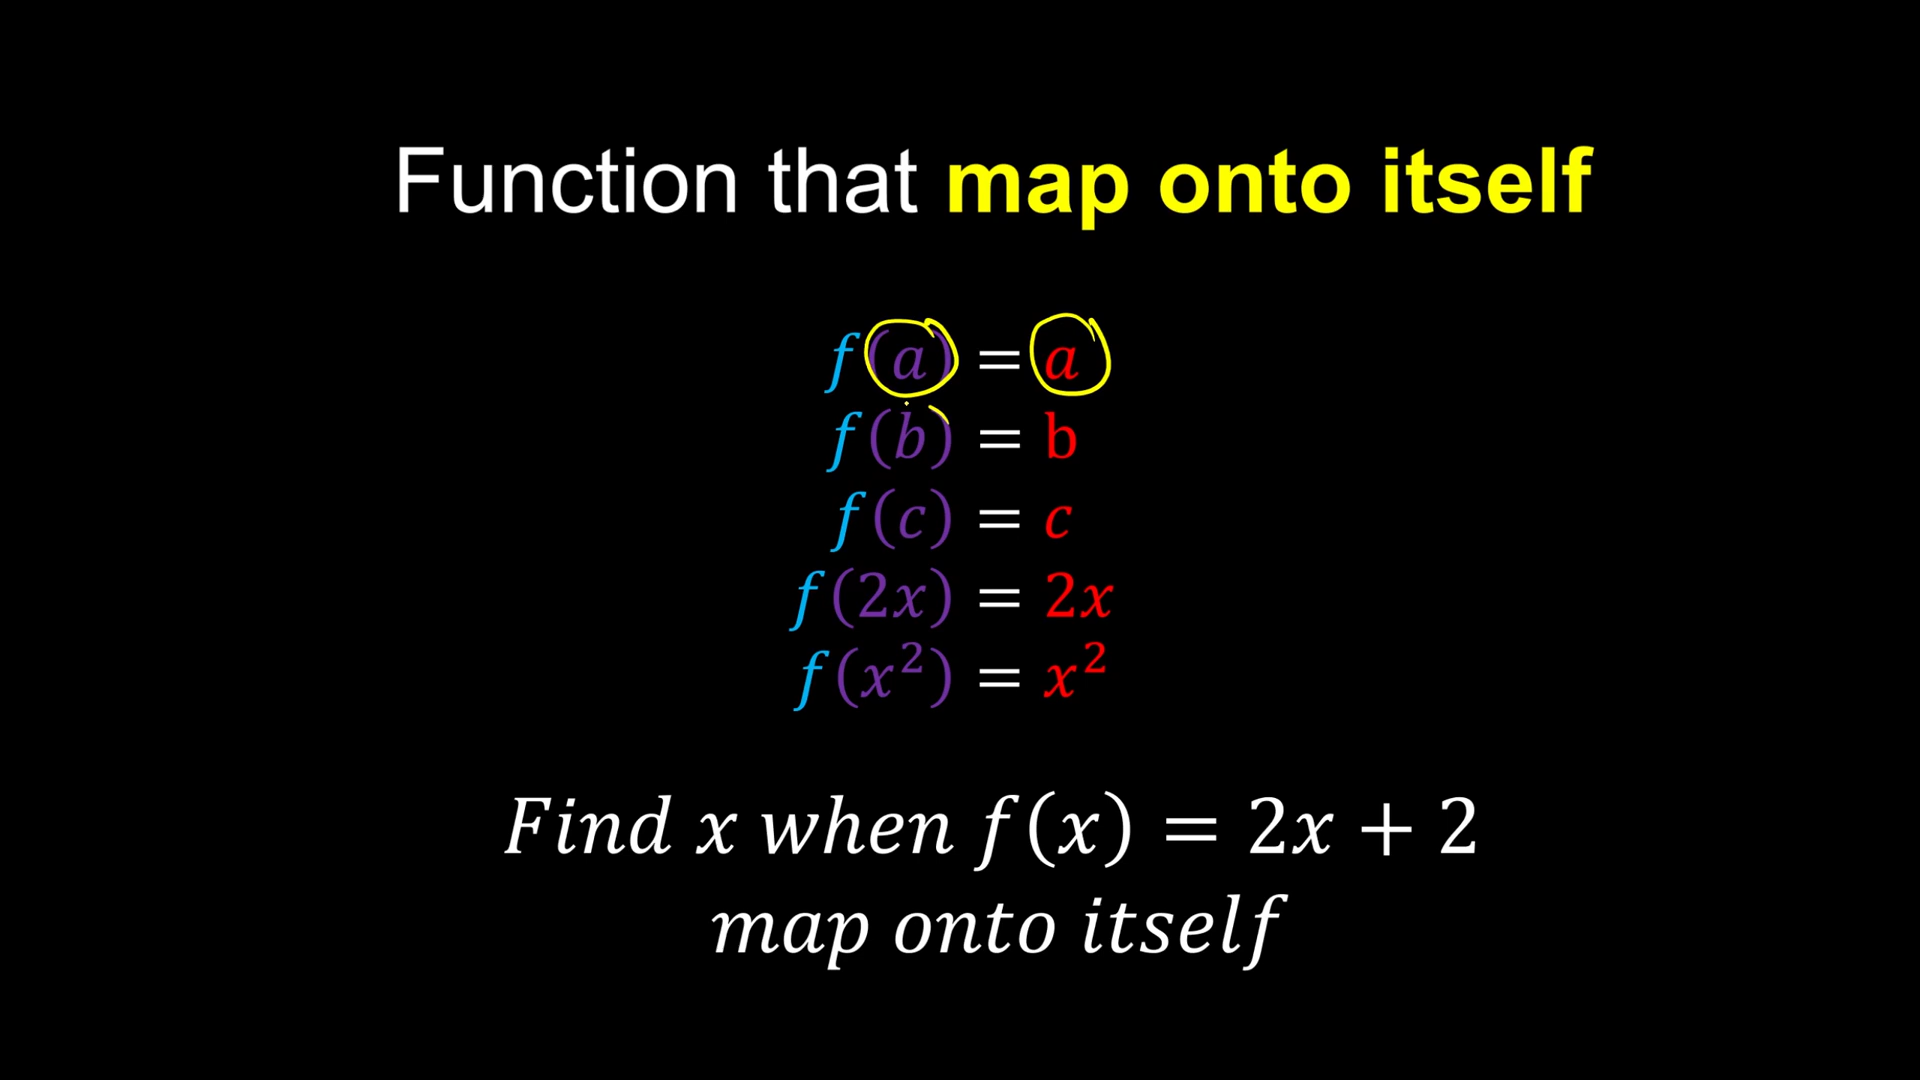 Function that map onto itself
f(a) = a
f(b) = b
f(c) = c
f(2x) = 2x
f(x²) = x²
Find x when f(x) = 2x + 2
map onto itself